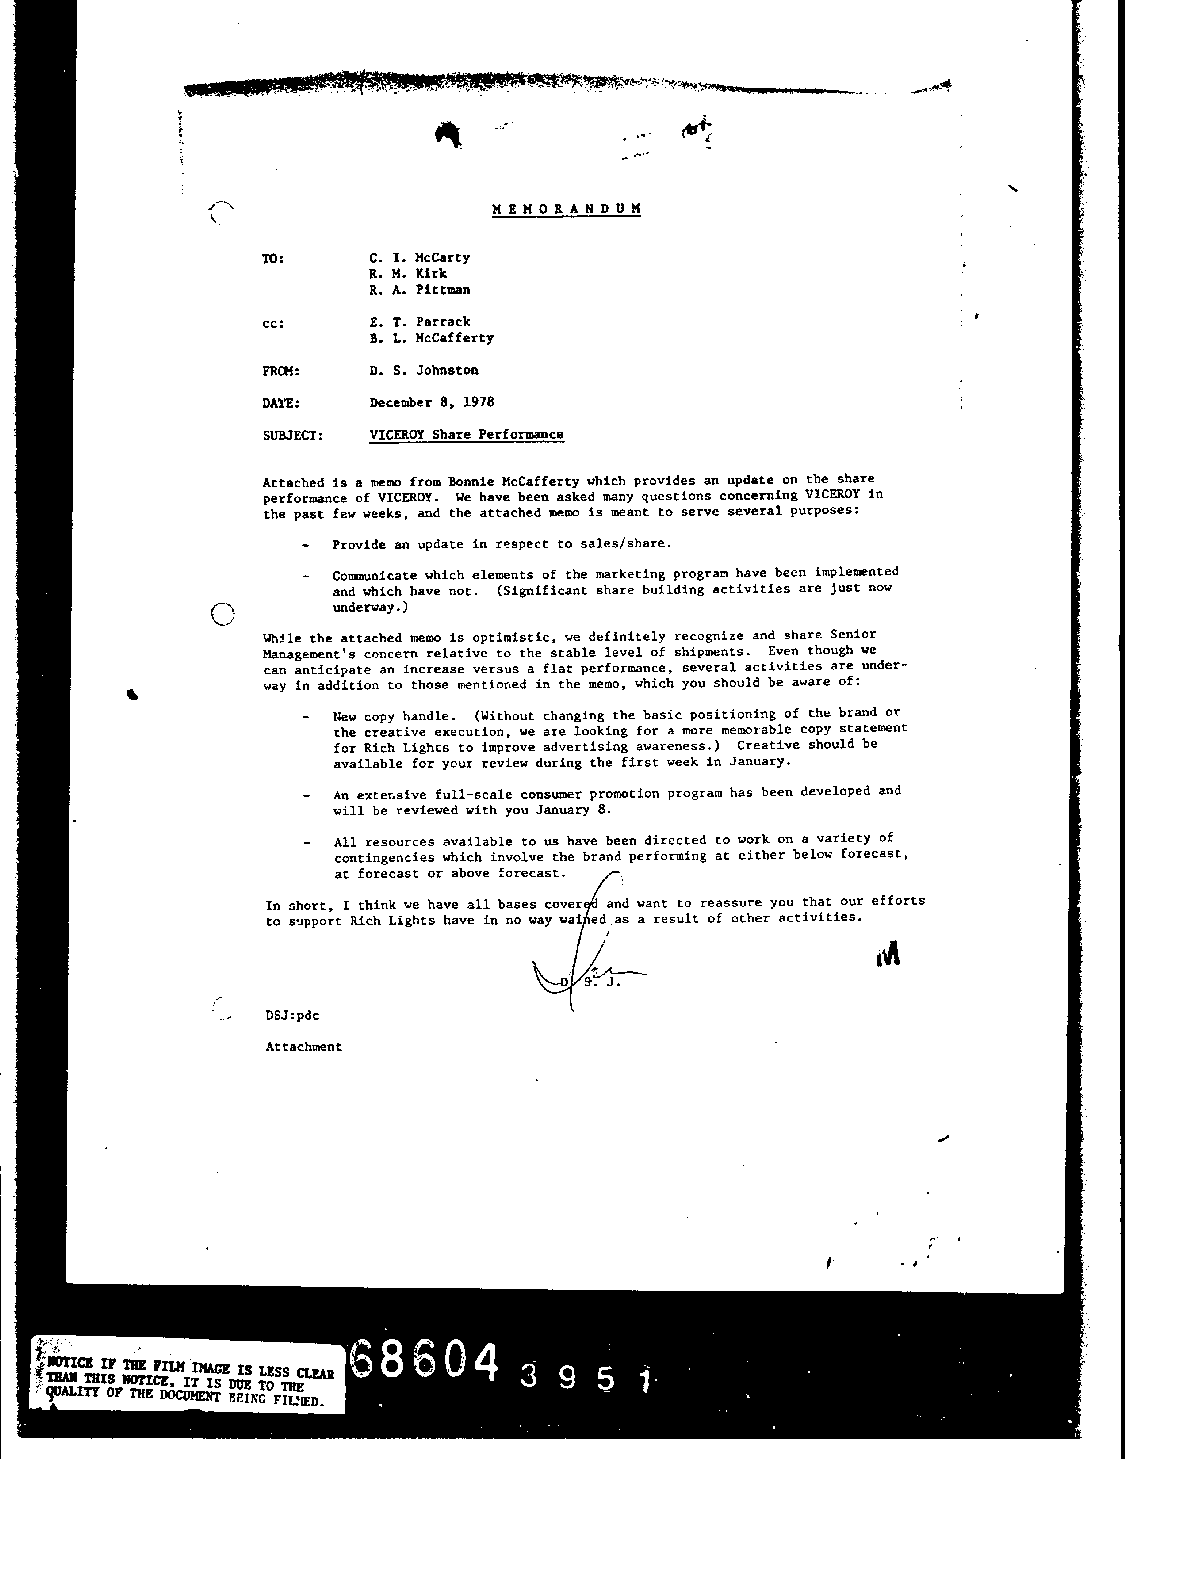 MEMORANDUM
TO: C. I. McCarty
R. M. Kirk
R. A. Pittman
cc: E. T. Parrack
B. L. McCafferty
FROM: D. S. Johnston
DATE: December 8, 1978
SUBJECT: VICEROY Share Performance
Attached is a memo from Bonnie McCafferty which provides an update on the share
performance of VICEROY. We have been asked many questions concerning VICEROY in
the past few weeks, and the attached memo is meant to serve several purposes:
- Provide an update in respect to sales/share.
- Communicate which elements of the marketing program have been implemented
and which have not. (Significant share building activities are just now
underway.)
While the attached memo is optimistic, we definitely recognize and share Senior
Management's concern relative to the stable level of shipments. Even though we
can anticipate an increase versus a flat performance, several activities are under-
way in addition to those mentioned in the memo, which you should be aware of:
- New copy handle. (Without changing the basic positioning of the brand or
the creative execution, we are looking for a more memorable copy statement
for Rich Lights to improve advertising awareness.) Creative should be
available for your review during the first week in January.
- An extensive full-scale consumer promotion program has been developed and
will be reviewed with you January 8.
- All resources available to us have been directed to work on a variety of
contingencies which involve the brand performing at either below forecast,
at forecast or above forecast.
In short, I think we have all bases covered and want to reassure you that our efforts
to support Rich Lights have in no way wained as a result of other activities.
D. S. J.
DSJ:pdc
Attachment
NOTICE IF THE FILM IMAGE IS LESS CLEAR
THAN THIS NOTICE, IT IS DUE TO THE
QUALITY OF THE DOCUMENT BEING FILMED.
68604 3951